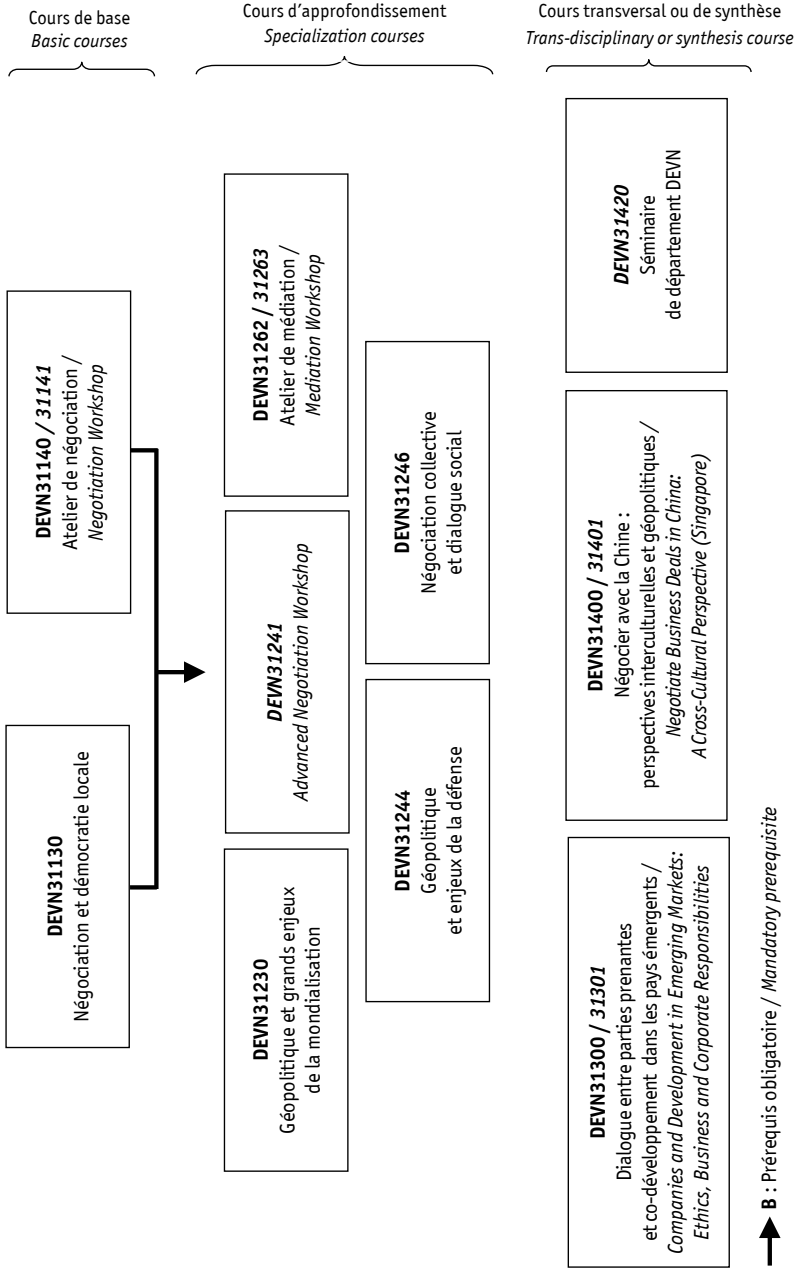 Cours de base
Basic courses
Cours d'approfondissement
Specialization courses
Cours transversal ou de synthèse
Trans-disciplinary or synthesis course
DEVN31130
Négociation et démocratie locale
DEVN31140 / 31141
Atelier de négociation /
Negotiation Workshop
DEVN31230
Géopolitique et grands enjeux
de la mondialisation
DEVN31241
Advanced Negotiation Workshop
DEVN31262 / 31263
Atelier de médiation /
Mediation Workshop
DEVN31244
Géopolitique
et enjeux de la défense
DEVN31246
Négociation collective
et dialogue social
DEVN31300 / 31301
Dialogue entre parties prenantes
et co-développement dans les pays émergents /
Companies and Development in Emerging Markets:
Ethics, Business and Corporate Responsibilities
DEVN31400 / 31401
Négocier avec la Chine :
perspectives interculturelles et géopolitiques /
Negotiate Business Deals in China:
A Cross-Cultural Perspective (Singapore)
DEVN31420
Séminaire
de département DEVN
B : Prérequis obligatoire / Mandatory prerequisite